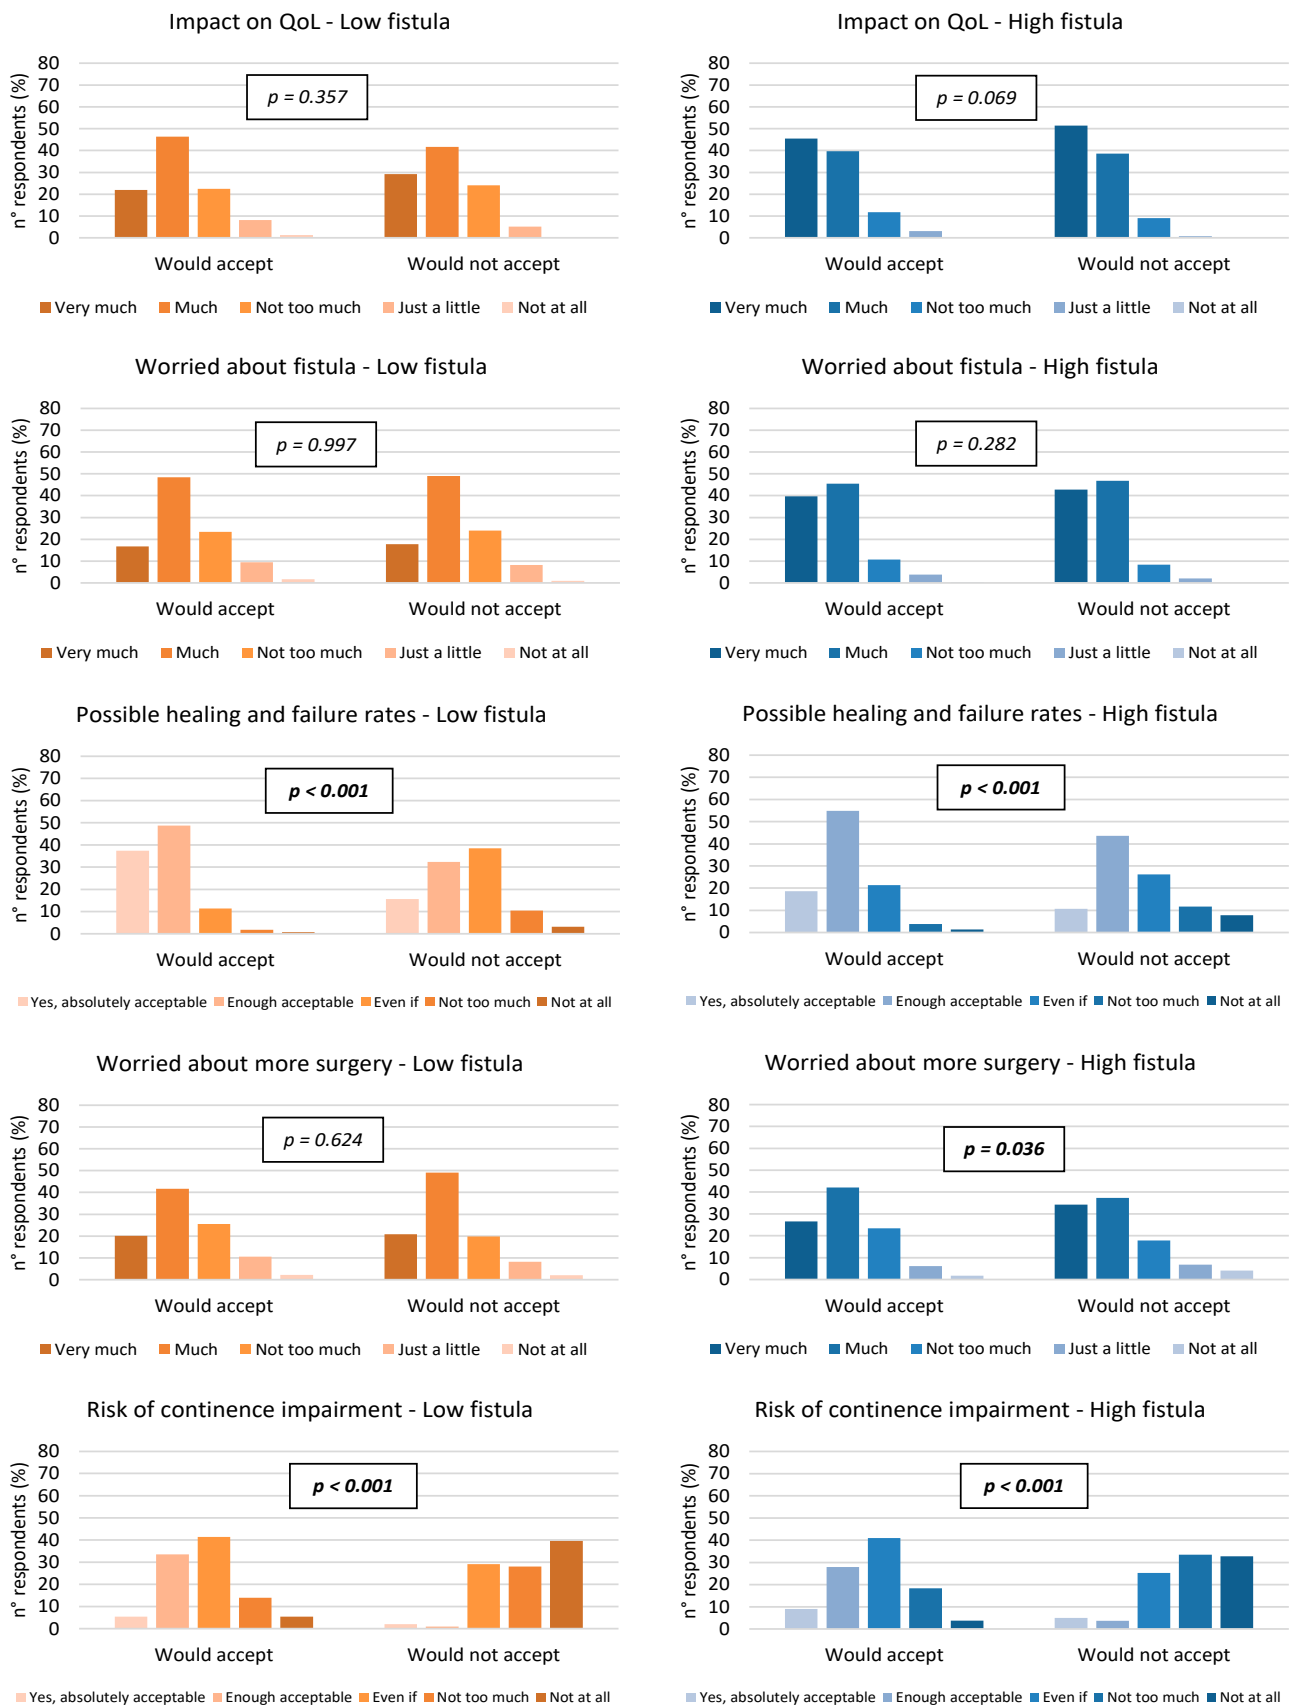 Impact on QoL - Low fistula
n° respondents (%)
80
70
60
50
40
30
20
10
0
p = 0.357
Would accept
Would not accept
Very much Much Not too much Just a little Not at all
Impact on QoL - High fistula
n° respondents (%)
80
70
60
50
40
30
20
10
0
p = 0.069
Would accept
Would not accept
Very much Much Not too much Just a little Not at all
Worried about fistula - Low fistula
n° respondents (%)
80
70
60
50
40
30
20
10
0
p = 0.997
Would accept
Would not accept
Very much Much Not too much Just a little Not at all
Worried about fistula - High fistula
n° respondents (%)
80
70
60
50
40
30
20
10
0
p = 0.282
Would accept
Would not accept
Very much Much Not too much Just a little Not at all
Possible healing and failure rates - Low fistula
n° respondents (%)
80
70
60
50
40
30
20
10
0
p < 0.001
Would accept
Would not accept
Yes, absolutely acceptable Enough acceptable Even if Not too much Not at all
Possible healing and failure rates - High fistula
n° respondents (%)
80
70
60
50
40
30
20
10
0
p < 0.001
Would accept
Would not accept
Yes, absolutely acceptable Enough acceptable Even if Not too much Not at all
Worried about more surgery - Low fistula
n° respondents (%)
80
70
60
50
40
30
20
10
0
p = 0.624
Would accept
Would not accept
Very much Much Not too much Just a little Not at all
Worried about more surgery - High fistula
n° respondents (%)
80
70
60
50
40
30
20
10
0
p = 0.036
Would accept
Would not accept
Very much Much Not too much Just a little Not at all
Risk of continence impairment - Low fistula
n° respondents (%)
80
70
60
50
40
30
20
10
0
p < 0.001
Would accept
Would not accept
Yes, absolutely acceptable Enough acceptable Even if Not too much Not at all
Risk of continence impairment - High fistula
n° respondents (%)
80
70
60
50
40
30
20
10
0
p < 0.001
Would accept
Would not accept
Yes, absolutely acceptable Enough acceptable Even if Not too much Not at all